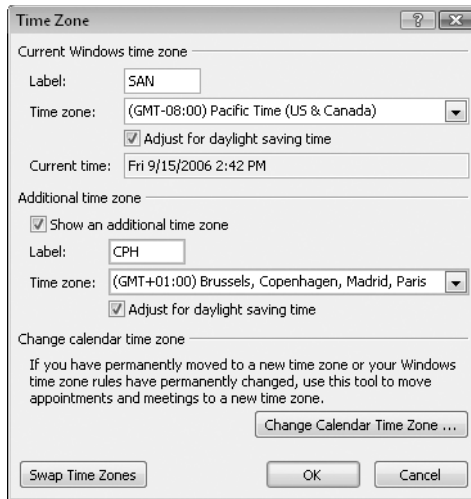 Time Zone
Current Windows time zone
Label: SAN
Time zone: (GMT-08:00) Pacific Time (US & Canada)
Adjust for daylight saving time
Current time: Fri 9/15/2006 2:42 PM
Additional time zone
Show an additional time zone
Label: CPH
Time zone: (GMT+01:00) Brussels, Copenhagen, Madrid, Paris
Adjust for daylight saving time
Change calendar time zone
If you have permanently moved to a new time zone or your Windows
time zone rules have permanently changed, use this tool to move
appointments and meetings to a new time zone.
Change Calendar Time Zone ...
Swap Time Zones OK Cancel